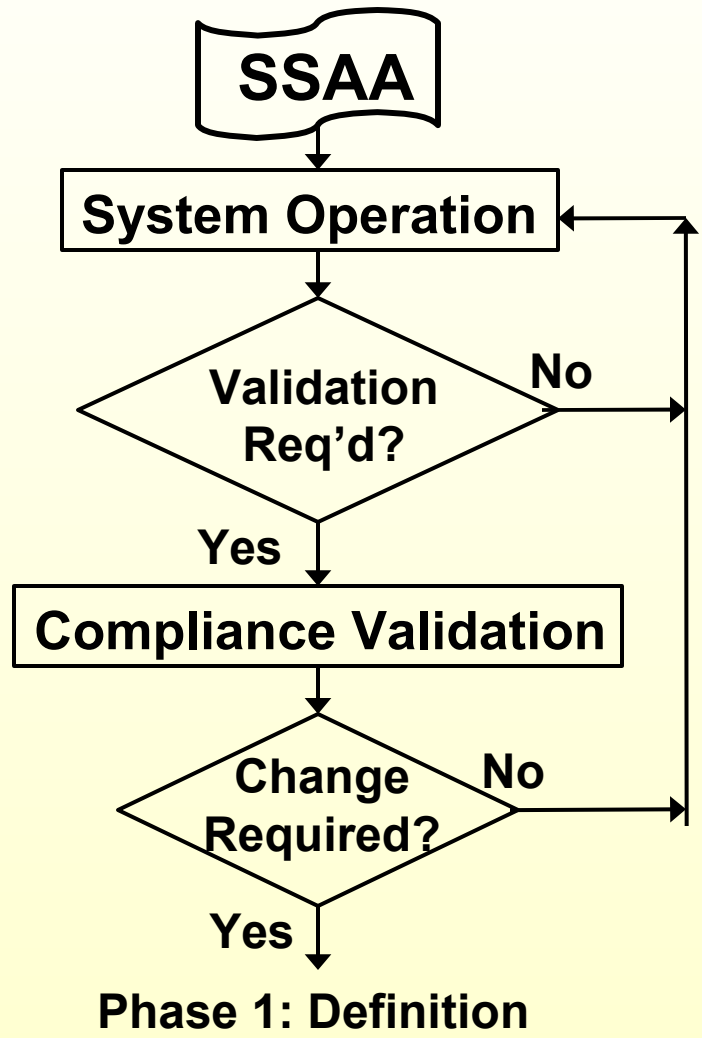 SSAA
System Operation
Validation
Req’d?
No
Yes
Compliance Validation
Change
Required?
No
Yes
Phase 1: Definition